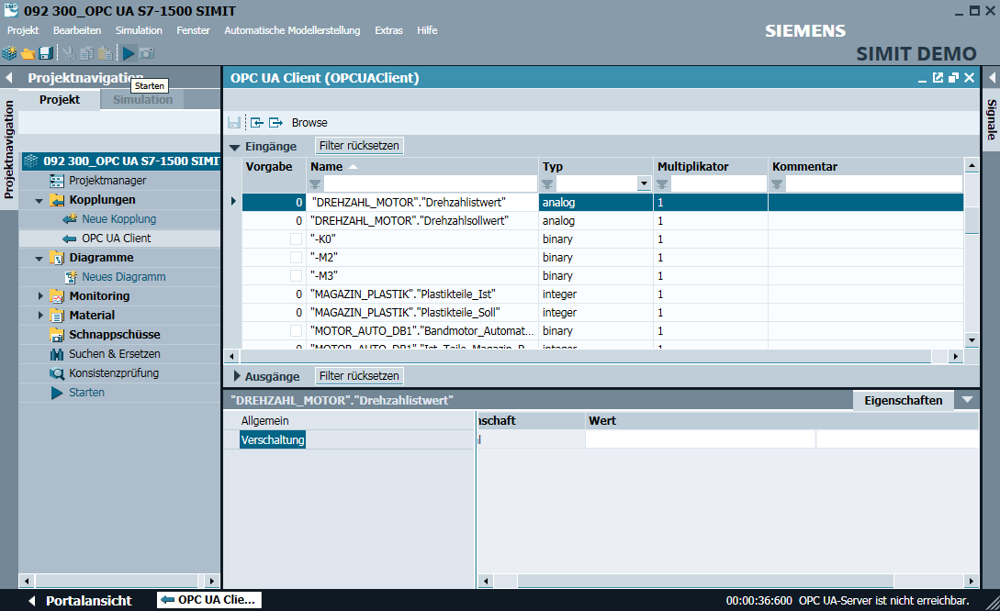 092 300_OPC UA S7-1500 SIMIT
Projekt Bearbeiten Simulation Fenster Automatische Modellerstellung Extras Hilfe
SIEMENS
SIMIT DEMO
Projektnavigation
Starten
Projekt Simulation
Projektnavigation
092 300_OPC UA S7-1500 SIMI
Projektmanager
Kopplungen
Neue Kopplung
OPC UA Client
Diagramme
Neues Diagramm
Monitoring
Material
Schnappschüsse
Suchen & Ersetzen
Konsistenzprüfung
Starten
OPC UA Client (OPCUAClient)
Signale
Browse
Eingänge Filter rücksetzen
Vorgabe Name Typ Multiplikator Kommentar
0 "DREHZAHL_MOTOR"."Drehzahlistwert" analog 1
0 "DREHZAHL_MOTOR"."Drehzahlsollwert" analog 1
"-K0" binary 1
"-M2" binary 1
"-M3" binary 1
0 "MAGAZIN_PLASTIK"."Plastikteile_Ist" integer 1
0 "MAGAZIN_PLASTIK"."Plastikteile_Soll" integer 1
"MOTOR_AUTO_DB1"."Bandmotor_Automat... binary 1
0 "MOTOR_AUTO_DB1"."Ist_Teile_Magazin_P... integer 1
Ausgänge Filter rücksetzen
"DREHZAHL_MOTOR"."Drehzahlistwert" Eigenschaften
Allgemein
Verschaltung
nschaft Wert
Portalansicht OPC UA Clie... 00:00:36:600 OPC UA-Server ist nicht erreichbar.